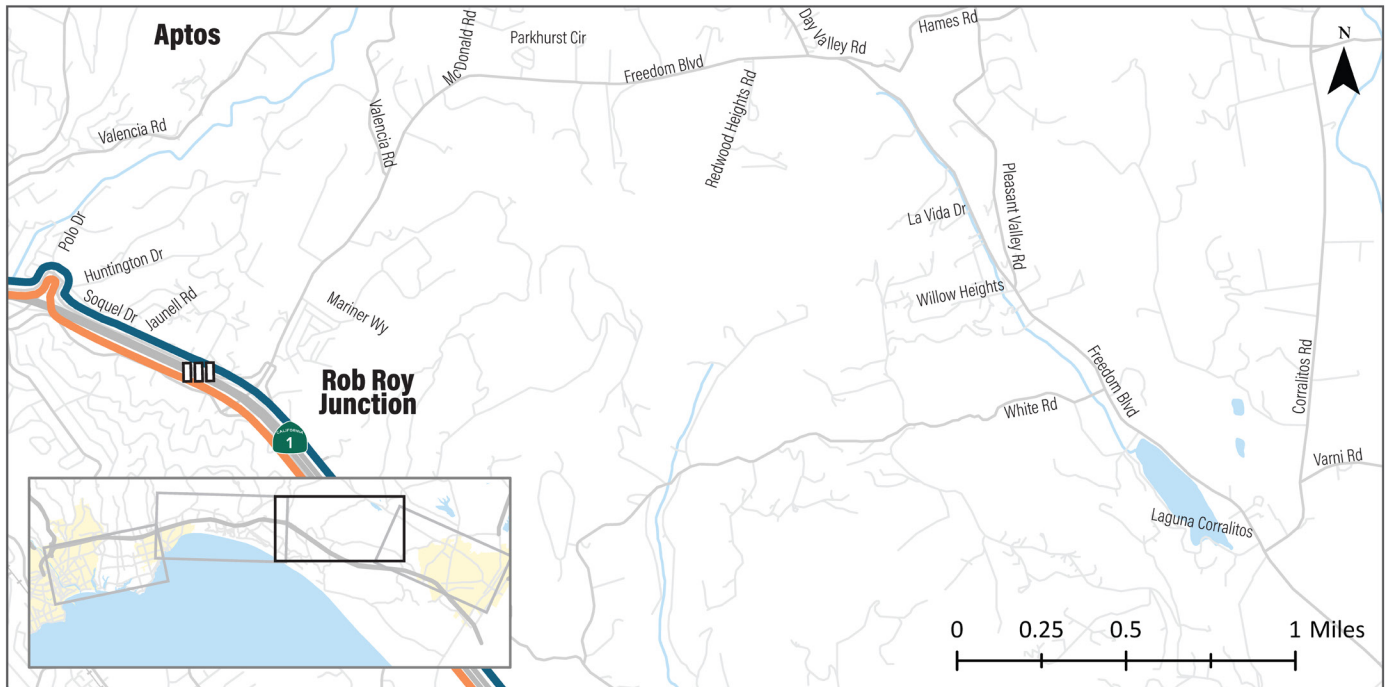 Aptos
McDonald Rd
Parkhurst Cir
Day Valley Rd
Hames Rd
N
Freedom Blvd
Valencia Rd
Valencia Rd
Redwood Heights Rd
Pleasant Valley Rd
La Vida Dr
Polo Dr
Huntington Dr
Soquel Dr
Jaunell Rd
Mariner Wy
Willow Heights
Rob Roy
Junction
Freedom Blvd
Corralitos Rd
White Rd
CALIFORNIA
1
Varni Rd
Laguna Corralitos
0 0.25 0.5 1 Miles